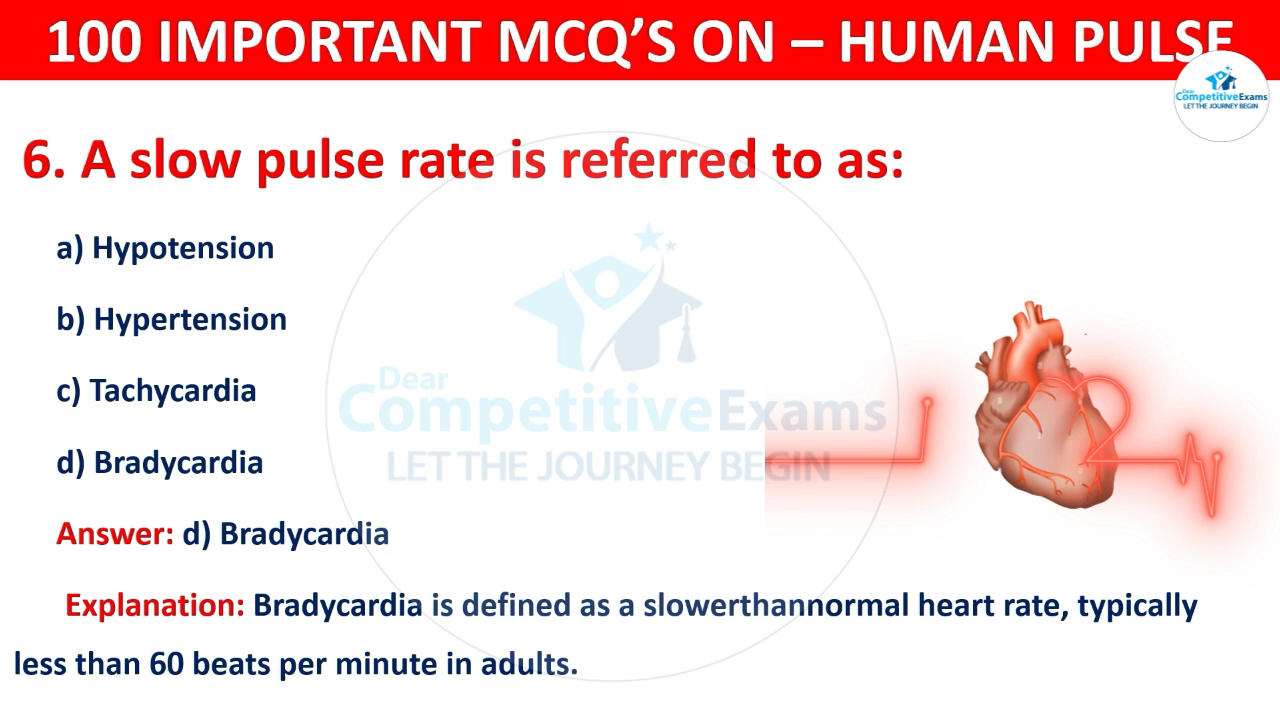 100 IMPORTANT MCQ’S ON – HUMAN PULSE
Dear
CompetitiveExams
LET THE JOURNEY BEGIN
6. A slow pulse rate is referred to as:
a) Hypotension
b) Hypertension
c) Tachycardia
d) Bradycardia
Dear
CompetitiveExams
LET THE JOURNEY BEGIN
Answer: d) Bradycardia
Explanation: Bradycardia is defined as a slowerthannormal heart rate, typically
less than 60 beats per minute in adults.